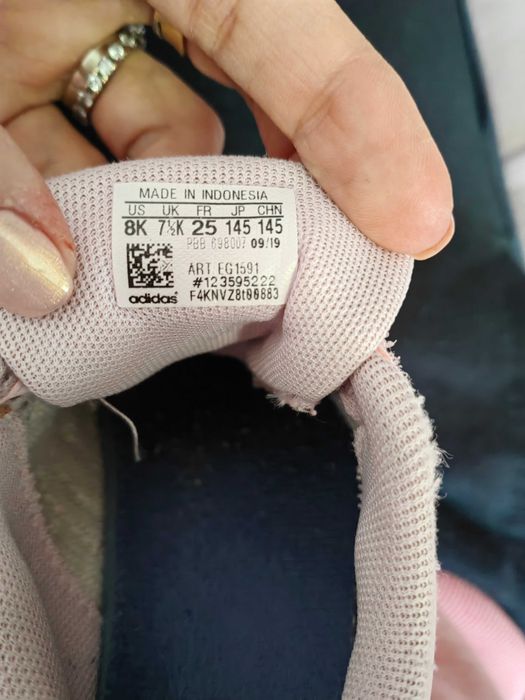 MADE IN INDONESIA
US UK FR JP CHN
8K 7½K 25 145 145
PBB 698007 09/19
ART EG1591
#123595222
adidas F4KNVZ8t00883